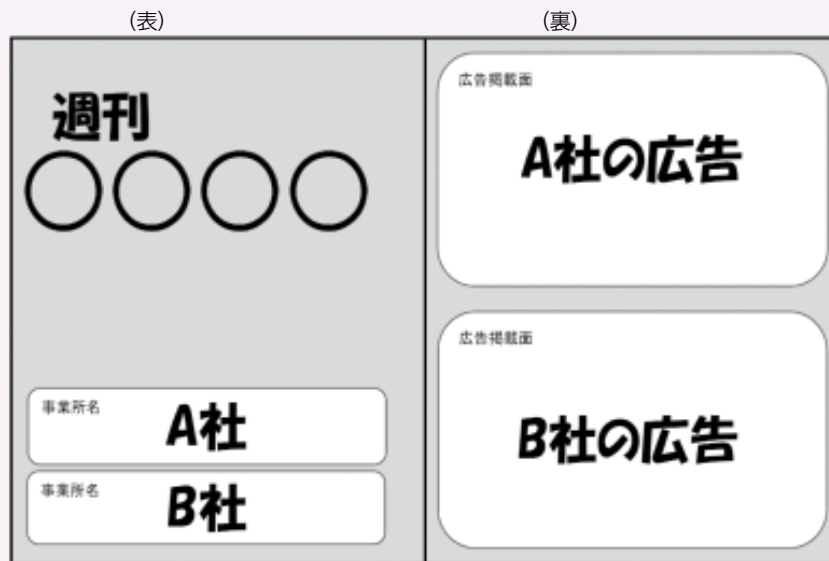 (表)
週刊
〇〇〇〇
事業所名
A社
事業所名
B社
(裏)
広告掲載面
A社の広告
広告掲載面
B社の広告